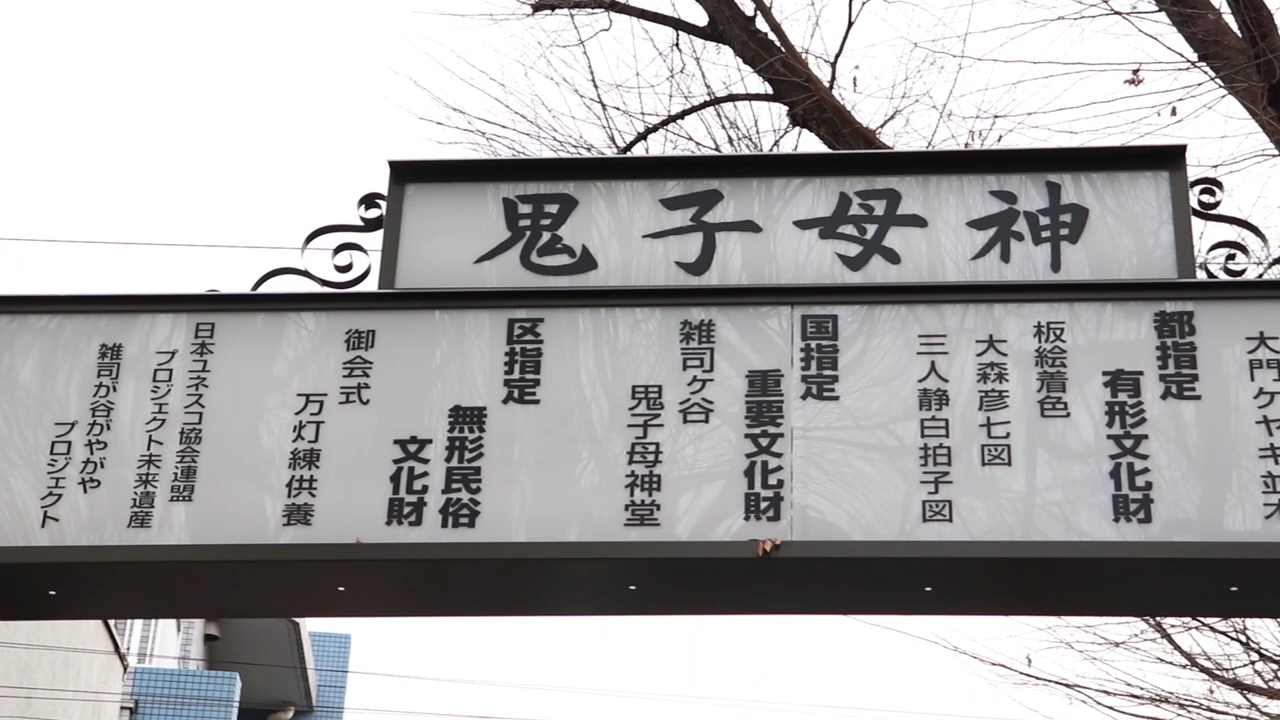 鬼子母神
大門ケヤキ並木
都指定
有形文化財
板絵着色
大森彦七図
三人静白拍子図
国指定
重要文化財
雑司ヶ谷
鬼子母神堂
区指定
無形民俗
文化財
御会式
万灯練供養
日本ユネスコ協会連盟
プロジェクト未来遺産
雑司が谷がやがや
プロジェクト